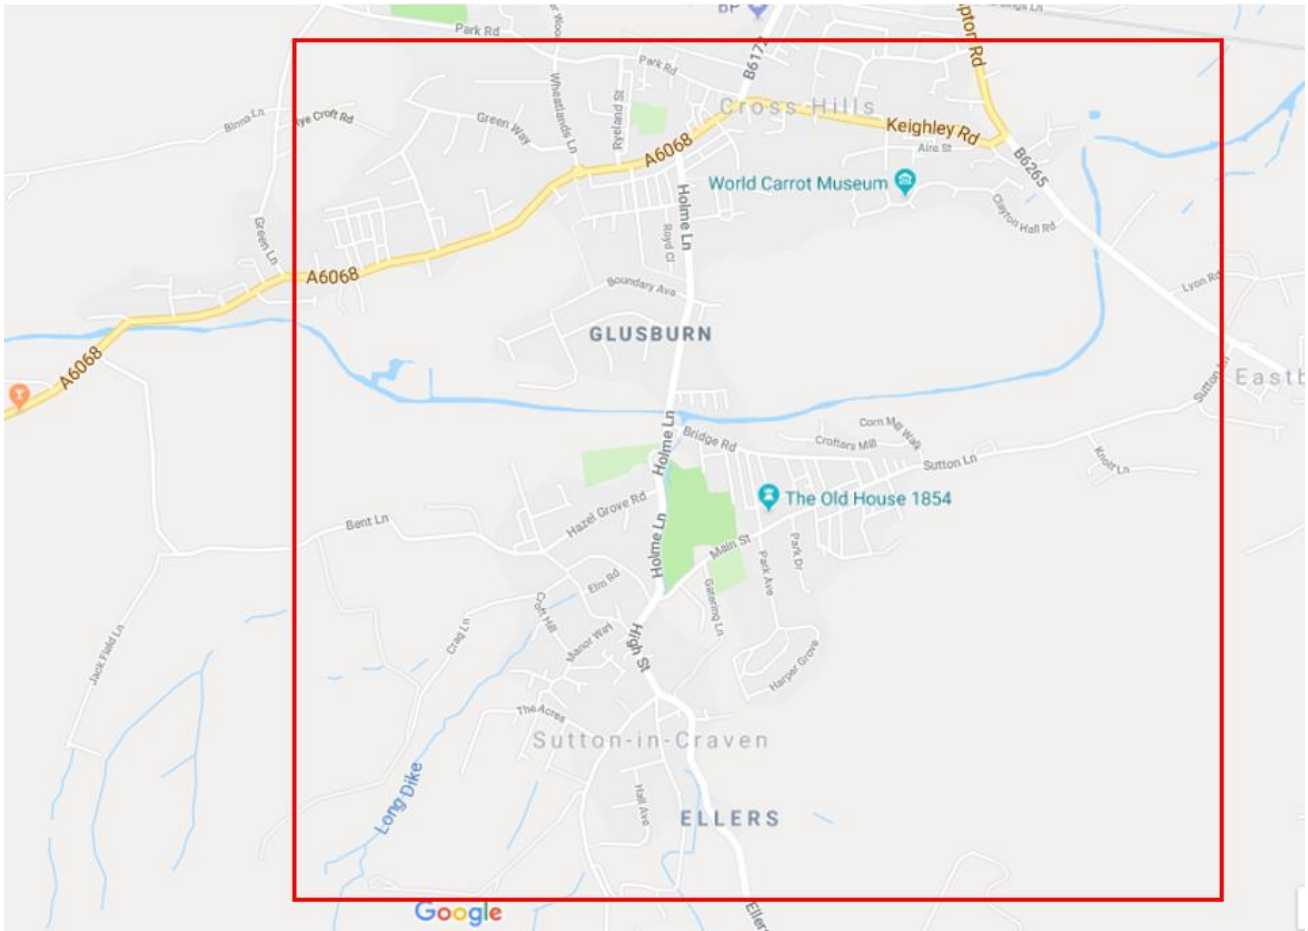 BP
Park Rd
B6172
Park Rd
Wheatlands Ln
Ryeland St
Cross Hills
Binns Ln
Rye Croft Rd
Green Way
Keighley Rd
A6068
Aire St
B6265
World Carrot Museum
Holme Ln
Clayton Hall Rd
Green Ln
Royd Cl
A6068
Boundary Ave
Lyon Rd
GLUSBURN
A6068
Sutton Ln
Holme Ln
Bridge Rd
Corn Mill Walk
Crofters Mill
Sutton Ln
Knott Ln
The Old House 1854
Hazel Grove Rd
Bent Ln
Holme Ln
Main St
Park Dr
Park Ave
Elm Rd
Gatering Ln
Croft Hill
Crag Ln
Manor Way
High St
Jack Field Ln
Harper Grove
The Acres
Sutton-in-Craven
Long Dike
Hall Ave
ELLERS
Google